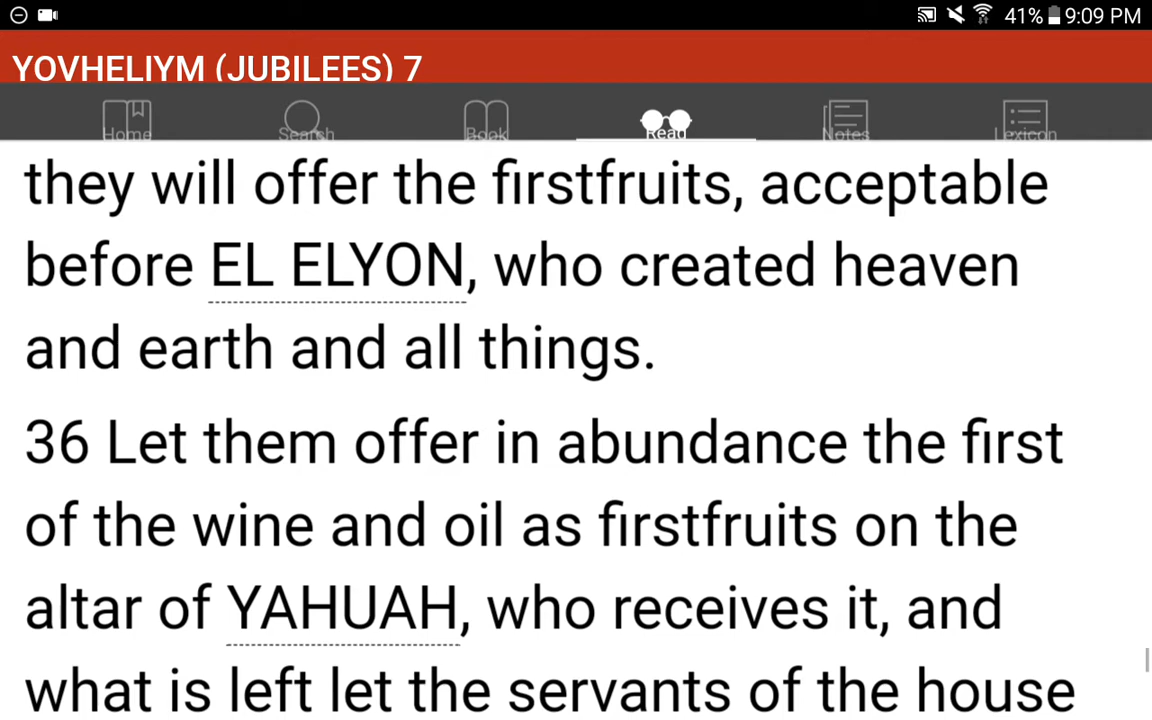 41% 9:09 PM
YOVHELIYM (JUBILEES) 7
Home Search Book Read Notes Lexicon
they will offer the firstfruits, acceptable
before EL ELYON, who created heaven
and earth and all things.
36 Let them offer in abundance the first
of the wine and oil as firstfruits on the
altar of YAHUAH, who receives it, and
what is left let the servants of the house